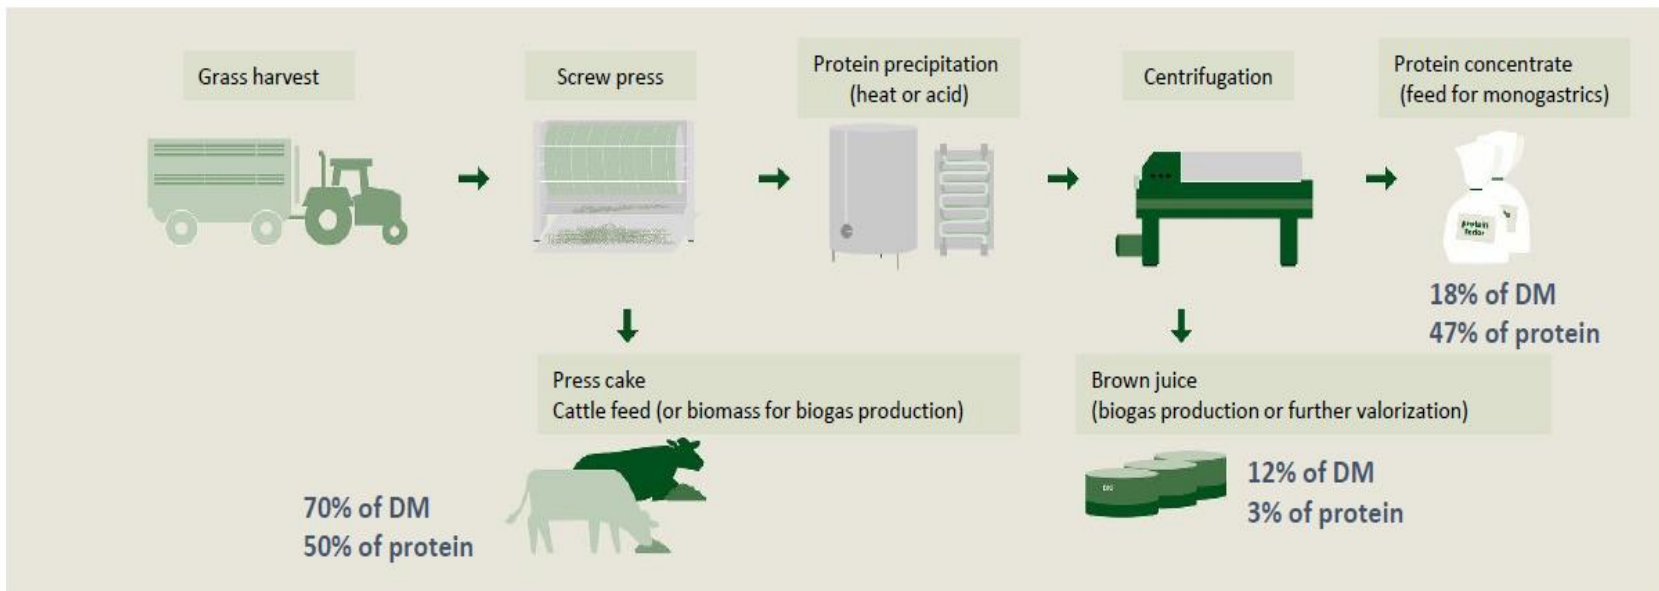 Grass harvest
Screw press
Protein precipitation
(heat or acid)
Centrifugation
Protein concentrate
(feed for monogastrics)
protein
foder
18% of DM
47% of protein
Press cake
Cattle feed (or biomass for biogas production)
70% of DM
50% of protein
Brown juice
(biogas production or further valorization)
12% of DM
3% of protein